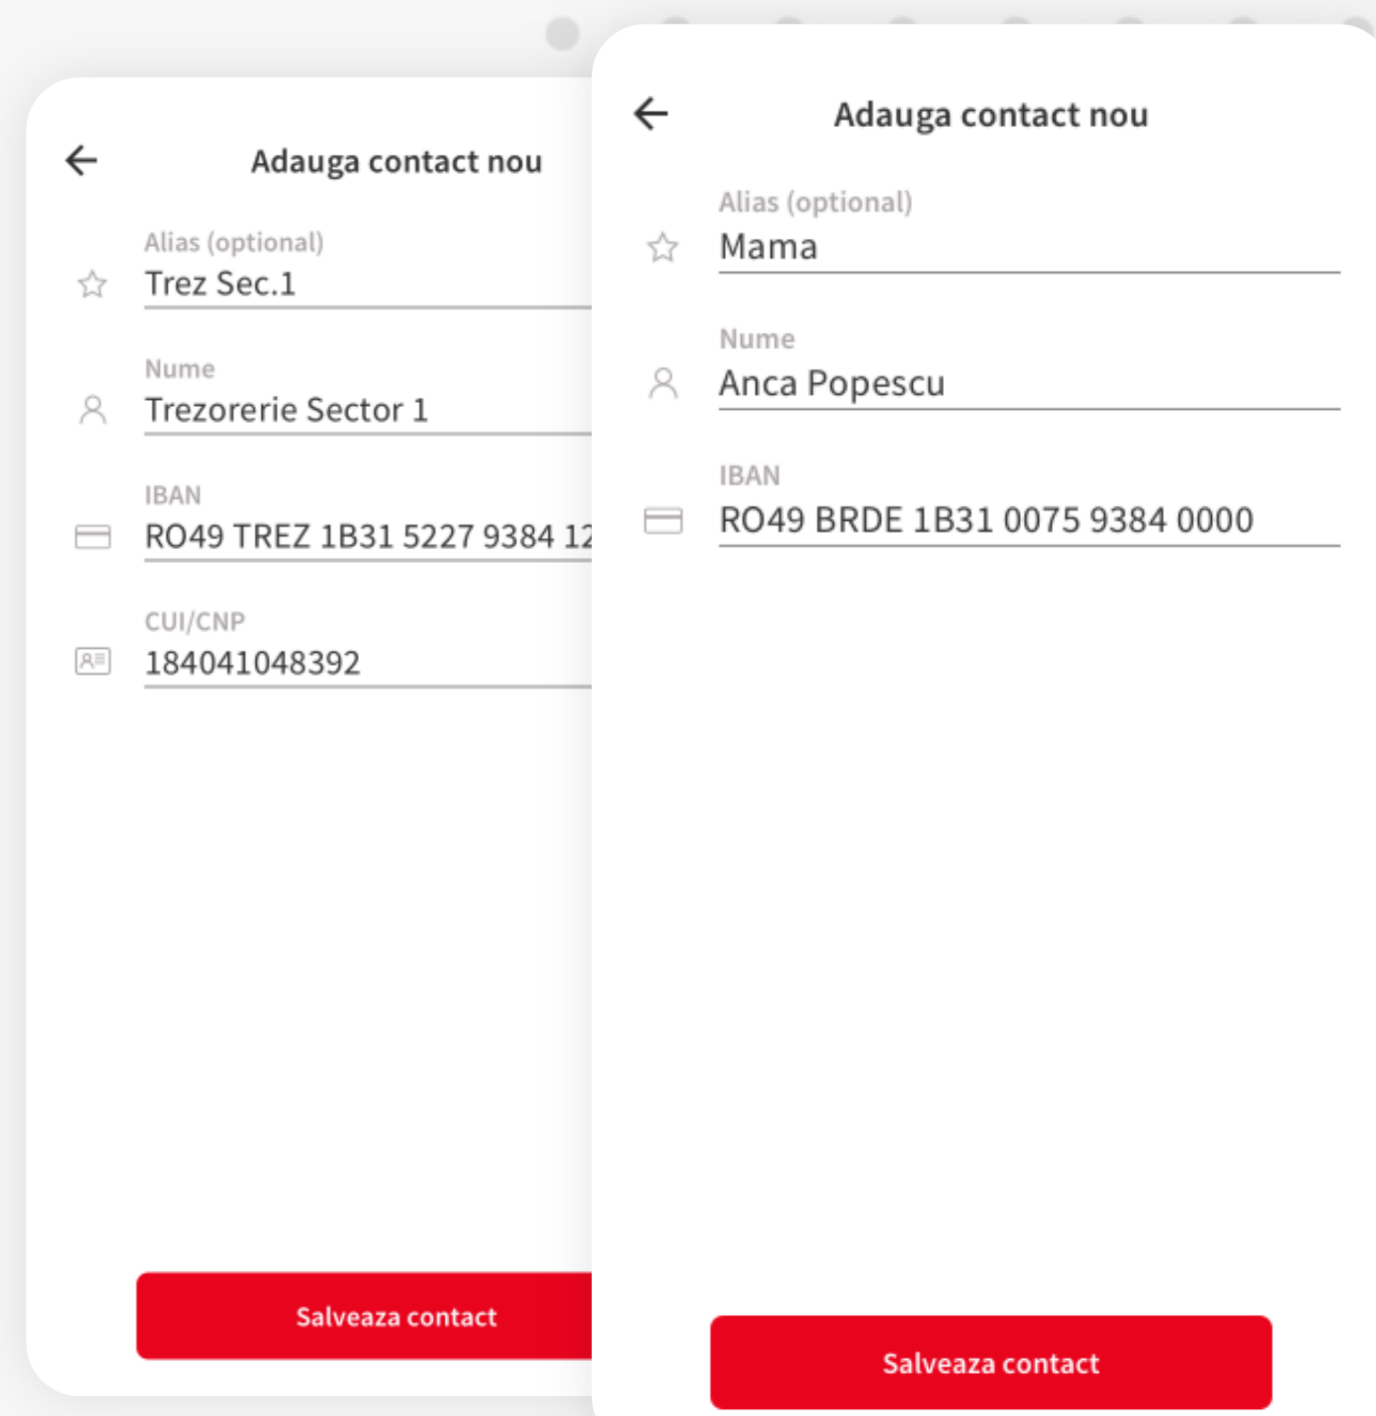 Adauga contact nou
Alias (optional)
Trez Sec.1
Nume
Trezorerie Sector 1
IBAN
RO49 TREZ 1B31 5227 9384 12
CUI/CNP
184041048392
Salveaza contact
Adauga contact nou
Alias (optional)
Mama
Nume
Anca Popescu
IBAN
RO49 BRDE 1B31 0075 9384 0000
Salveaza contact